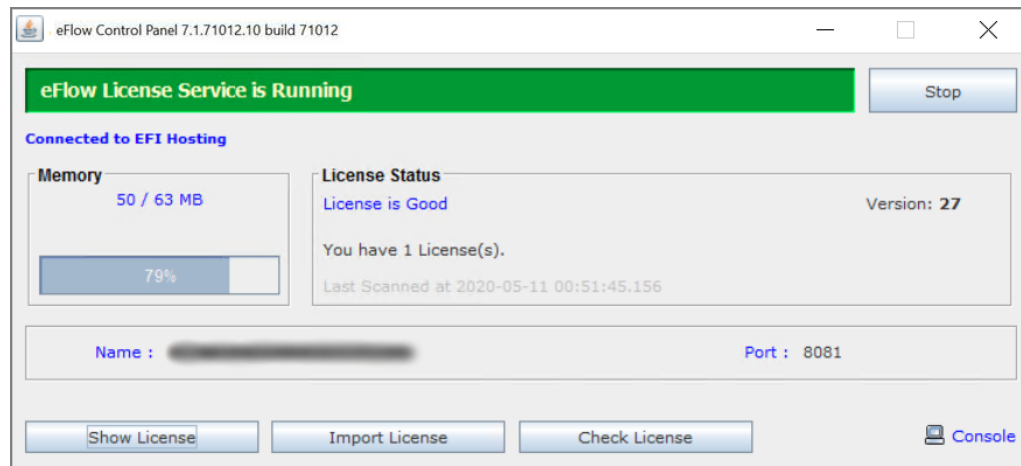 eFlow Control Panel 7.1.71012.10 build 71012
eFlow License Service is Running
Stop
Connected to EFI Hosting
Memory
50 / 63 MB
79%
License Status
License is Good
Version: 27
You have 1 License(s).
Last Scanned at 2020-05-11 00:51:45.156
Name :
Port : 8081
Show License
Import License
Check License
Console